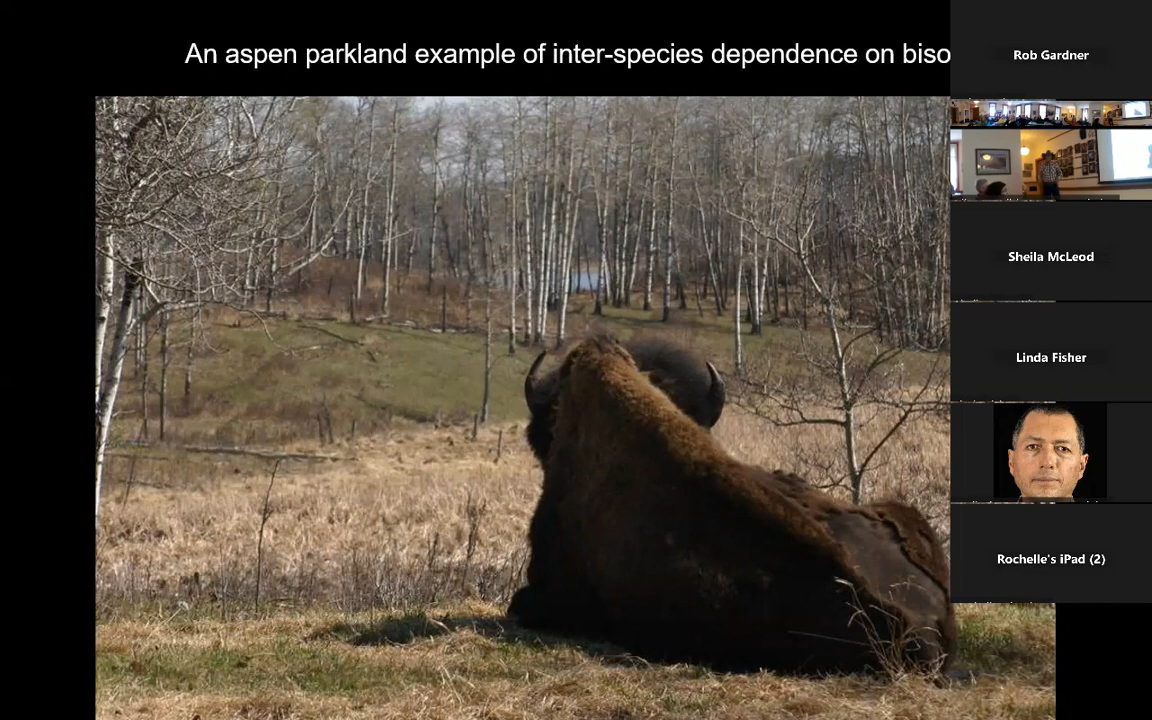 An aspen parkland example of inter-species dependence on biso
Rob Gardner
Sheila McLeod
Linda Fisher
Rochelle's iPad (2)